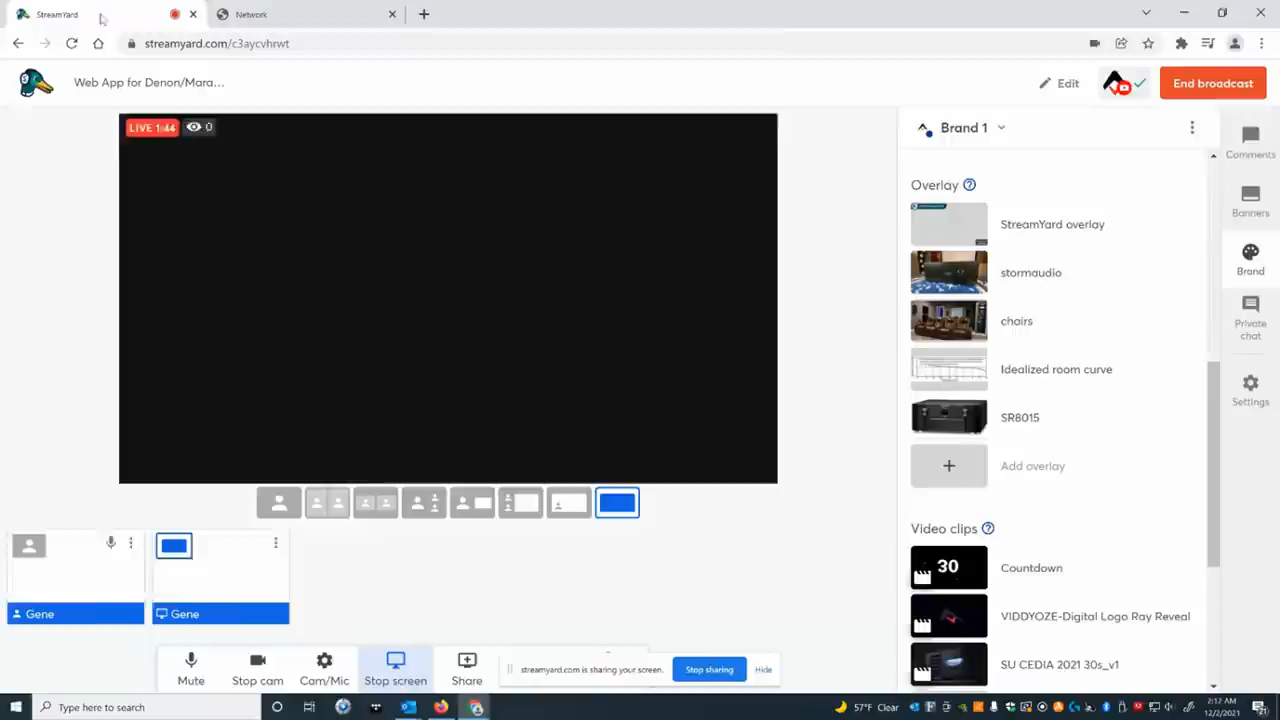 StreamYard
Network
streamyard.com/c3aycvhrwt
Web App for Denon/Mara...
Edit
End broadcast
LIVE 1:44
0
Brand 1
Comments
Overlay
StreamYard overlay
Banners
stormaudio
Brand
chairs
Private chat
Idealized room curve
Settings
SR8015
Add overlay
Video clips
30
Countdown
Gene
Gene
VIDDYOZE-Digital Logo Ray Reveal
SU CEDIA 2021 30s_v1
Mute
Stop cam
Cam/Mic
Stop screen
Share
streamyard.com is sharing your screen.
Stop sharing
Hide
Type here to search
57°F Clear
2:12 AM
12/2/2021
21